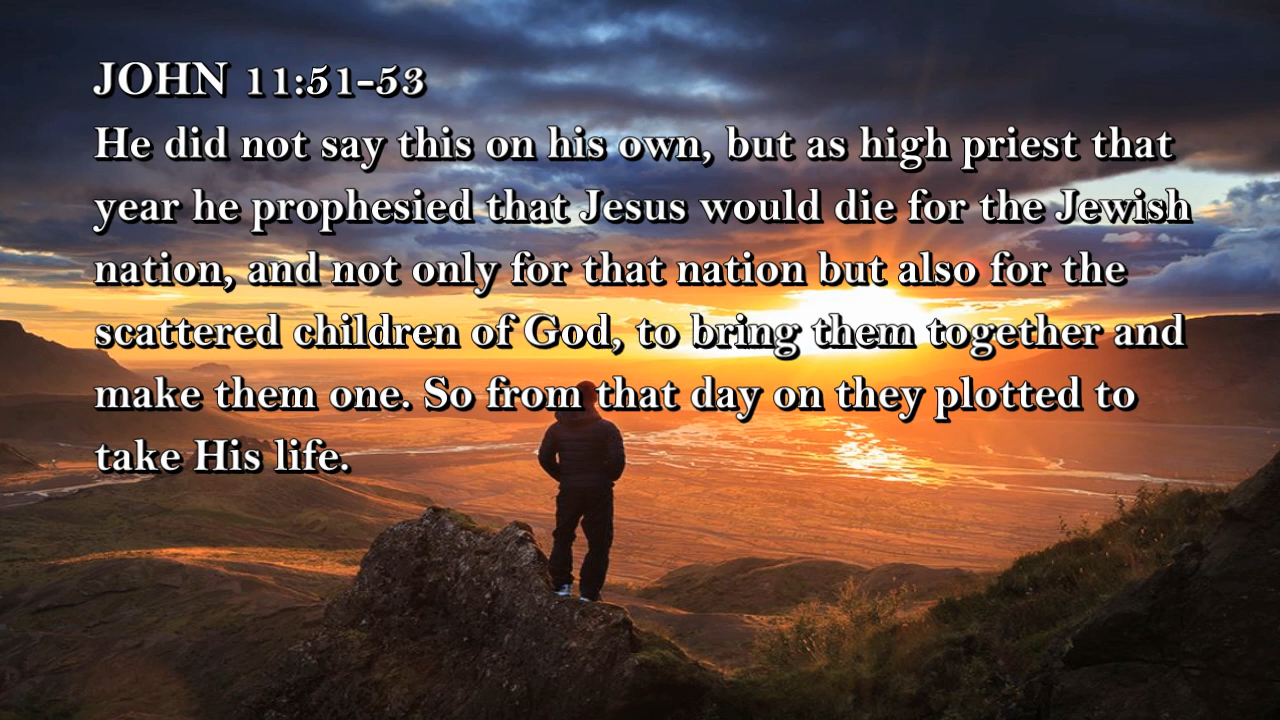 JOHN 11:51-53
He did not say this on his own, but as high priest that
year he prophesied that Jesus would die for the Jewish
nation, and not only for that nation but also for the
scattered children of God, to bring them together and
make them one. So from that day on they plotted to
take His life.